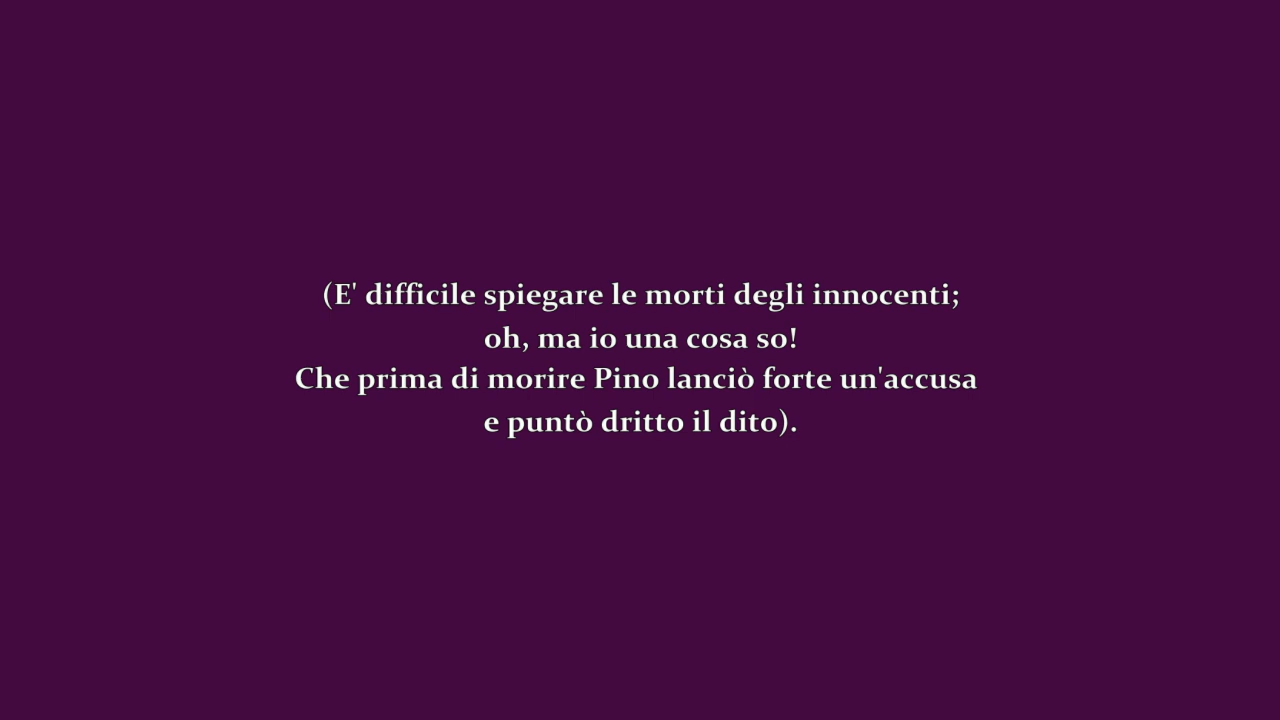 (E' difficile spiegare le morti degli innocenti;
oh, ma io una cosa so!
Che prima di morire Pino lanciò forte un'accusa
e puntò dritto il dito).